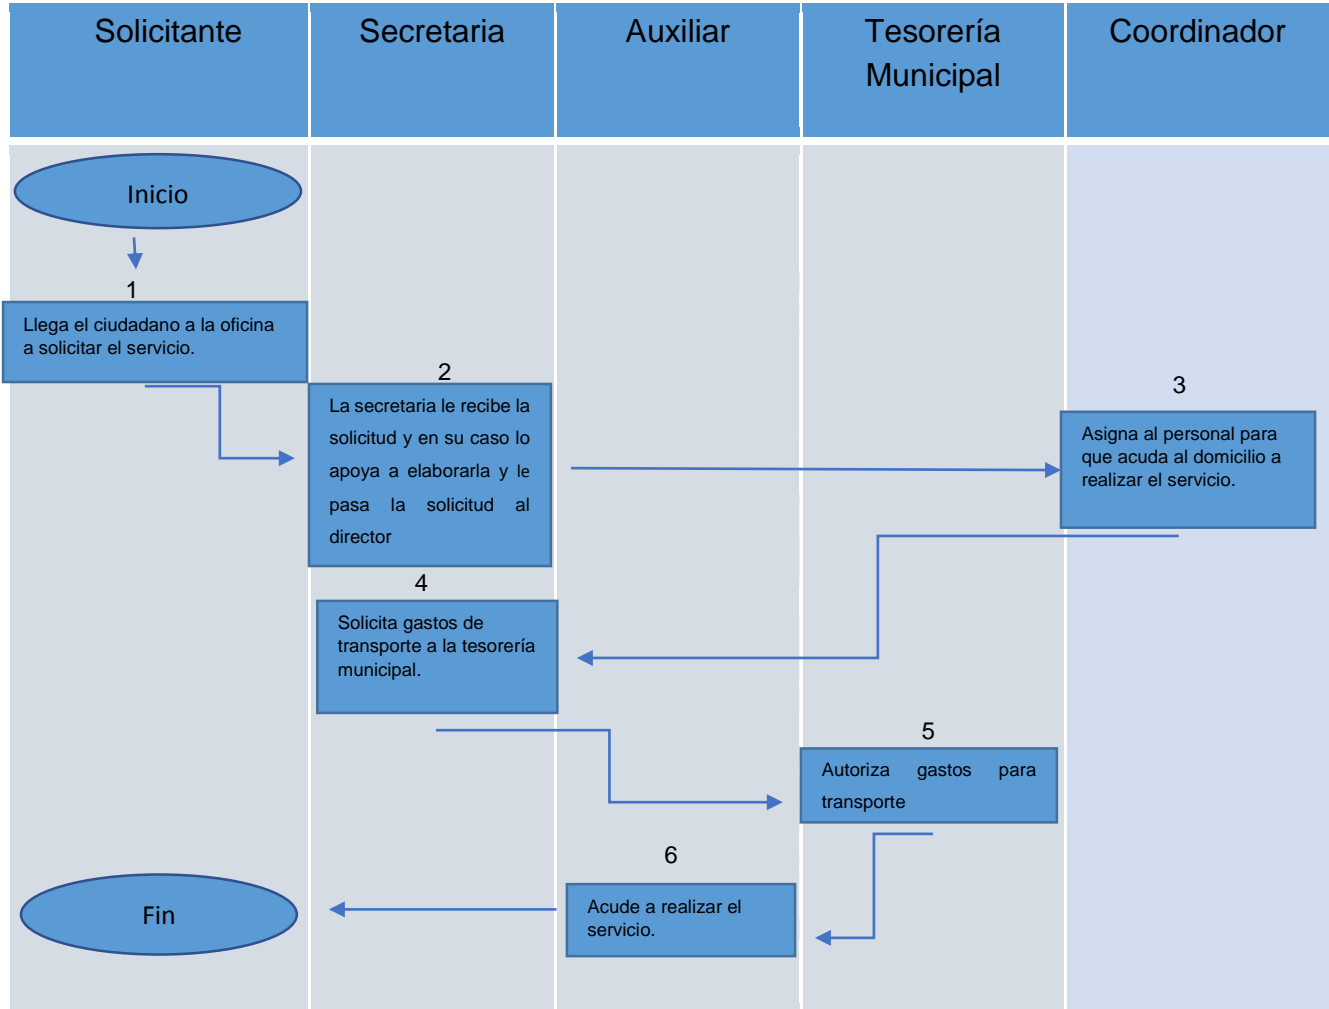 Solicitante
Secretaria
Auxiliar
Tesorería
Municipal
Coordinador
Inicio
1
Llega el ciudadano a la oficina
a solicitar el servicio.
2
La secretaria le recibe la
solicitud y en su caso lo
apoya a elaborarla y le
pasa la solicitud al
director
3
Asigna al personal para
que acuda al domicilio a
realizar el servicio.
4
Solicita gastos de
transporte a la tesorería
municipal.
5
Autoriza gastos para
transporte
6
Acude a realizar el
servicio.
Fin